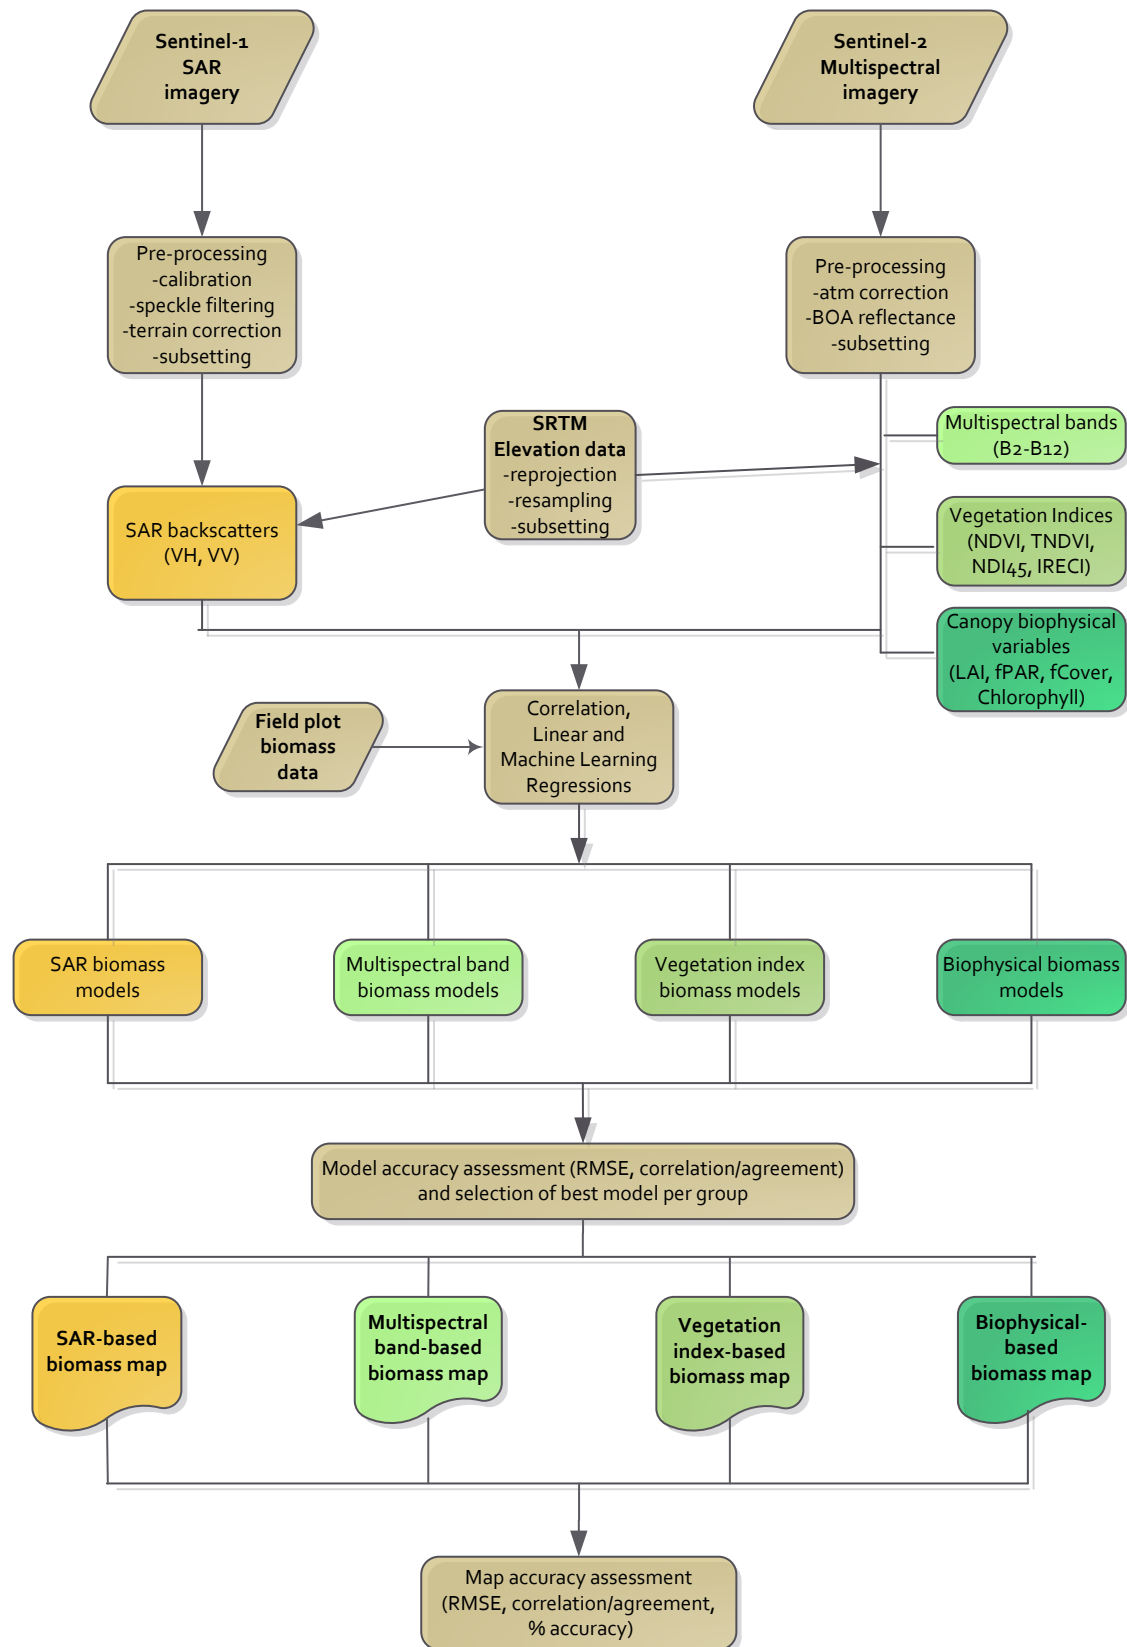 Sentinel-1
SAR
imagery
Sentinel-2
Multispectral
imagery
Pre-processing
-calibration
-speckle filtering
-terrain correction
-subsetting
Pre-processing
-atm correction
-BOA reflectance
-subsetting
SRTM
Elevation data
-reprojection
-resampling
-subsetting
Multispectral bands
(B2-B12)
SAR backscatters
(VH, VV)
Vegetation Indices
(NDVI, TNDVI,
NDI45, IRECI)
Canopy biophysical
variables
(LAI, fPAR, fCover,
Chlorophyll)
Field plot
biomass
data
Correlation,
Linear and
Machine Learning
Regressions
SAR biomass
models
Multispectral band
biomass models
Vegetation index
biomass models
Biophysical biomass
models
Model accuracy assessment (RMSE, correlation/agreement)
and selection of best model per group
SAR-based
biomass map
Multispectral
band-based
biomass map
Vegetation
index-based
biomass map
Biophysical-
based
biomass map
Map accuracy assessment
(RMSE, correlation/agreement,
% accuracy)